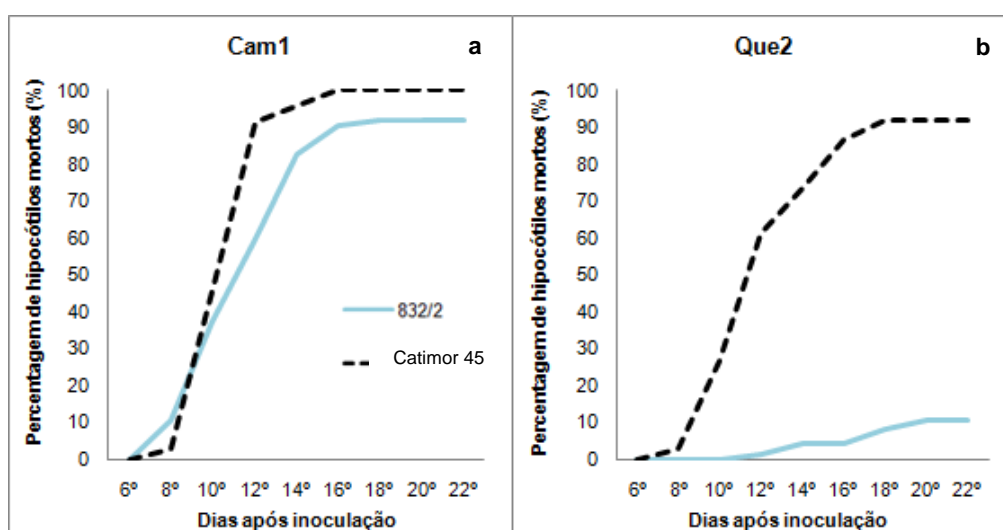 Cam1
a
Percentagem de hipocótilos mortos (%)
100
90
80
70
60
50
40
30
20
10
0
832/2
Catimor 45
6º 8º 10º 12º 14º 16º 18º 20º 22º
Dias após inoculação
Que2
b
Percentagem de hipocótilos mortos (%)
100
90
80
70
60
50
40
30
20
10
0
6º 8º 10º 12º 14º 16º 18º 20º 22º
Dias após inoculação